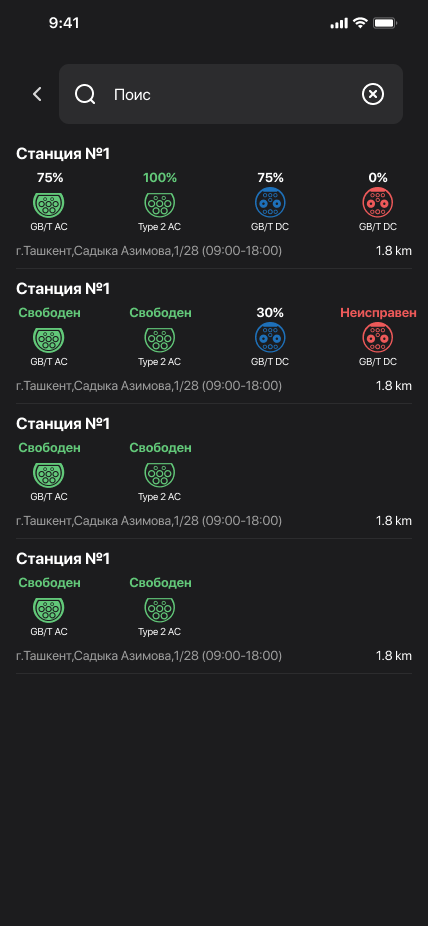 9:41
Поис
Станция №1
75% 100% 75% 0%
GB/T AC Type 2 AC GB/T DC GB/T DC
г.Ташкент,Садыка Азимова,1/28 (09:00-18:00) 1.8 km
Станция №1
Свободен Свободен 30% Неисправен
GB/T AC Type 2 AC GB/T DC GB/T DC
г.Ташкент,Садыка Азимова,1/28 (09:00-18:00) 1.8 km
Станция №1
Свободен Свободен
GB/T AC Type 2 AC
г.Ташкент,Садыка Азимова,1/28 (09:00-18:00) 1.8 km
Станция №1
Свободен Свободен
GB/T AC Type 2 AC
г.Ташкент,Садыка Азимова,1/28 (09:00-18:00) 1.8 km